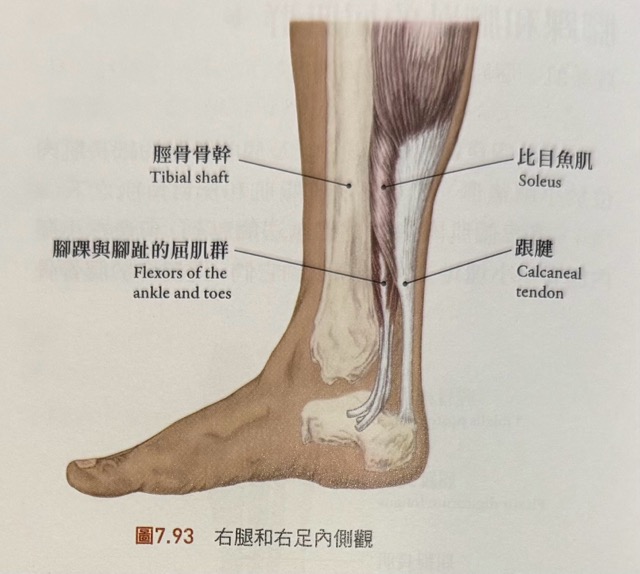 脛骨骨幹
Tibial shaft
比目魚肌
Soleus
腳踝與腳趾的屈肌群
Flexors of the
ankle and toes
跟腱
Calcaneal
tendon
圖7.93 右腿和右足內側觀